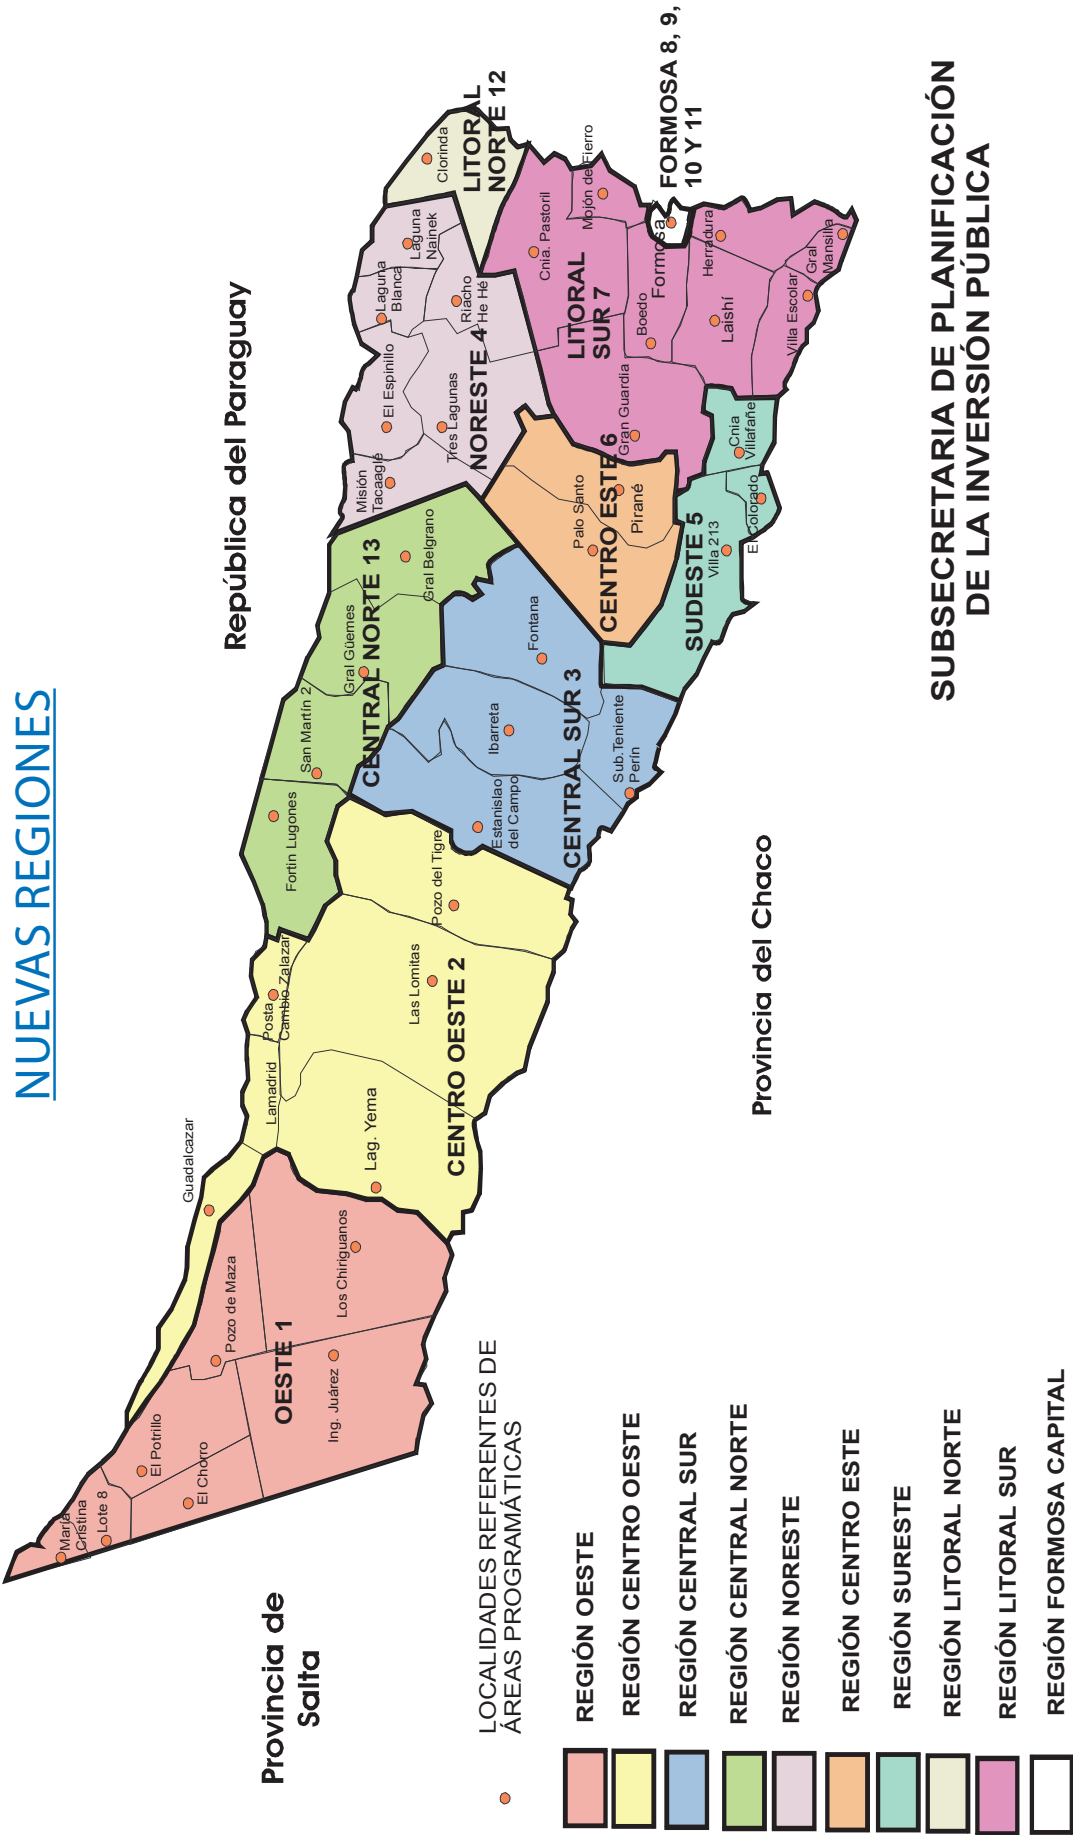 NUEVAS REGIONES
República del Paraguay
Provincia de
Salta
Provincia del Chaco
SUBSECRETARIA DE PLANIFICACIÓN
DE LA INVERSIÓN PÚBLICA
María
Cristina
Lote 8
El Potrillo
El Chorro
Pozo de Maza
OESTE 1
Ing. Juárez
Los Chiriguanos
Guadalcazar
Lamadrid
Posta
Cambio Zalazar
Lag. Yema
Las Lomitas
Pozo del Tigre
CENTRO OESTE 2
Fortin Lugones
San Martín 2
Gral Güemes
Gral Belgrano
CENTRAL NORTE 13
Estanislao
del Campo
Ibarreta
Fontana
Sub.Teniente
Perín
CENTRAL SUR 3
Misión
Tacaaglé
El Espinillo
Tres Lagunas
Laguna
Blanca
Laguna
Nainek
Riacho
He Hé
NORESTE 4
Palo Santo
Pirané
CENTRO ESTE 6
Villa 213
El Colorado
Cnia
Villafañe
SUDESTE 5
Clorinda
LITORAL
NORTE 12
Cnia. Pastoril
Mojón de Fierro
LITORAL
SUR 7
Gran Guardia
Boedo
Formosa
FORMOSA 8, 9,
10 Y 11
Herradura
Laishí
Villa Escolar
Gral
Mansilla
LOCALIDADES REFERENTES DE
ÁREAS PROGRAMÁTICAS
REGIÓN OESTE
REGIÓN CENTRO OESTE
REGIÓN CENTRAL SUR
REGIÓN CENTRAL NORTE
REGIÓN NORESTE
REGIÓN CENTRO ESTE
REGIÓN SURESTE
REGIÓN LITORAL NORTE
REGIÓN LITORAL SUR
REGIÓN FORMOSA CAPITAL